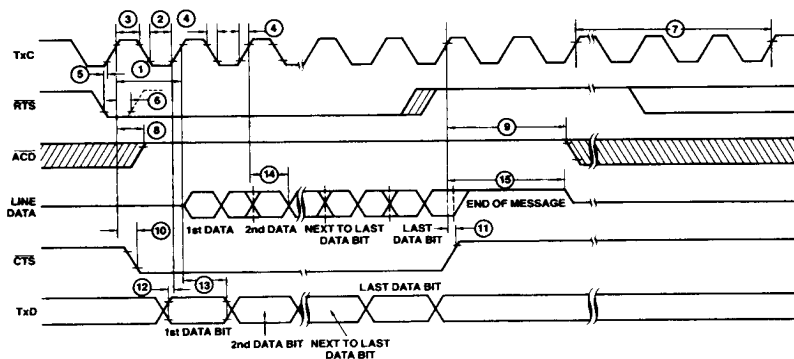 ③ ② ④ ④ ⑦
TxC
⑤ ① 
RTS
⑥
⑧ ⑨
ACD
⑭ ⑮
LINE DATA
1st DATA 2nd DATA NEXT TO LAST DATA BIT LAST DATA BIT END OF MESSAGE
⑩ ⑪
CTS
⑫ ⑬ LAST DATA BIT
TxD
1st DATA BIT
2nd DATA BIT NEXT TO LAST DATA BIT